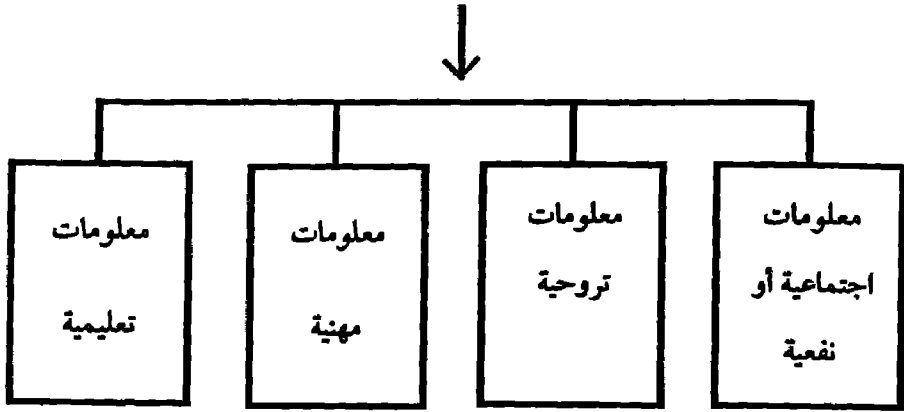 معلومات
اجتماعية أو
نفعية
معلومات
تروحية
معلومات
مهنية
معلومات
تعليمية